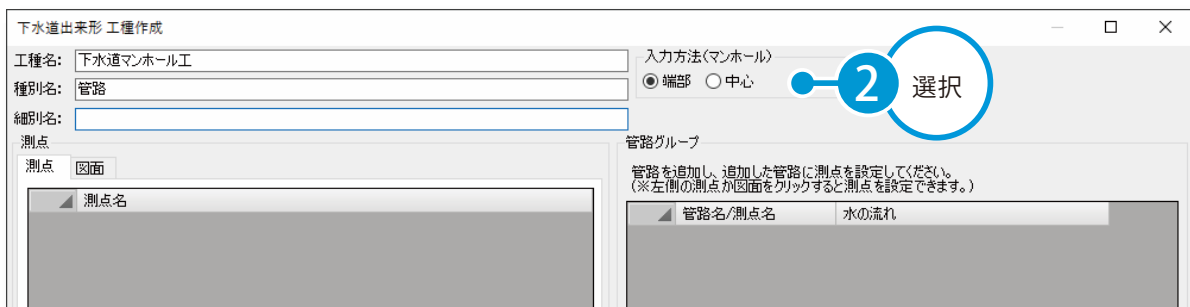 下水道出来形 工種作成
工種名: 下水道マンホール工
種別名: 管路
細別名:
入力方法(マンホール)
端部 中心
2 選択
測点
測点 図面
測点名
管路グループ
管路を追加し、追加した管路に測点を設定してください。
(※左側の測点か図面をクリックすると測点を設定できます。)
管路名/測点名 水の流れ